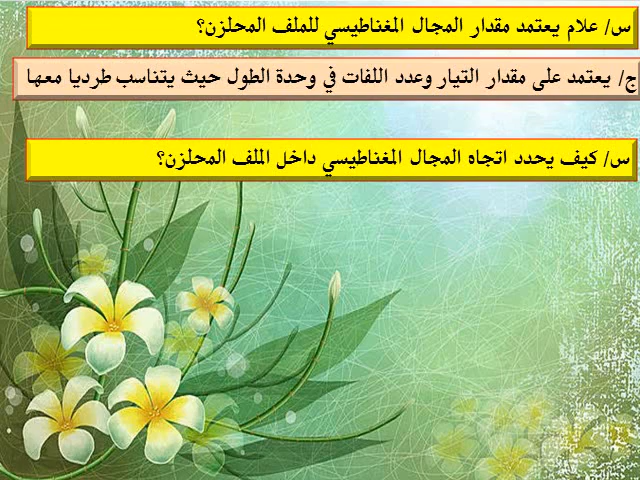 س/ علام يعتمد مقدار المجال المغناطيسي للملف المحلزن؟
ج/ يعتمد على مقدار التيار وعدد اللفات في وحدة الطول حيث يتناسب طرديا معها
س/ كيف يحدد اتجاه المجال المغناطيسي داخل الملف المحلزن؟